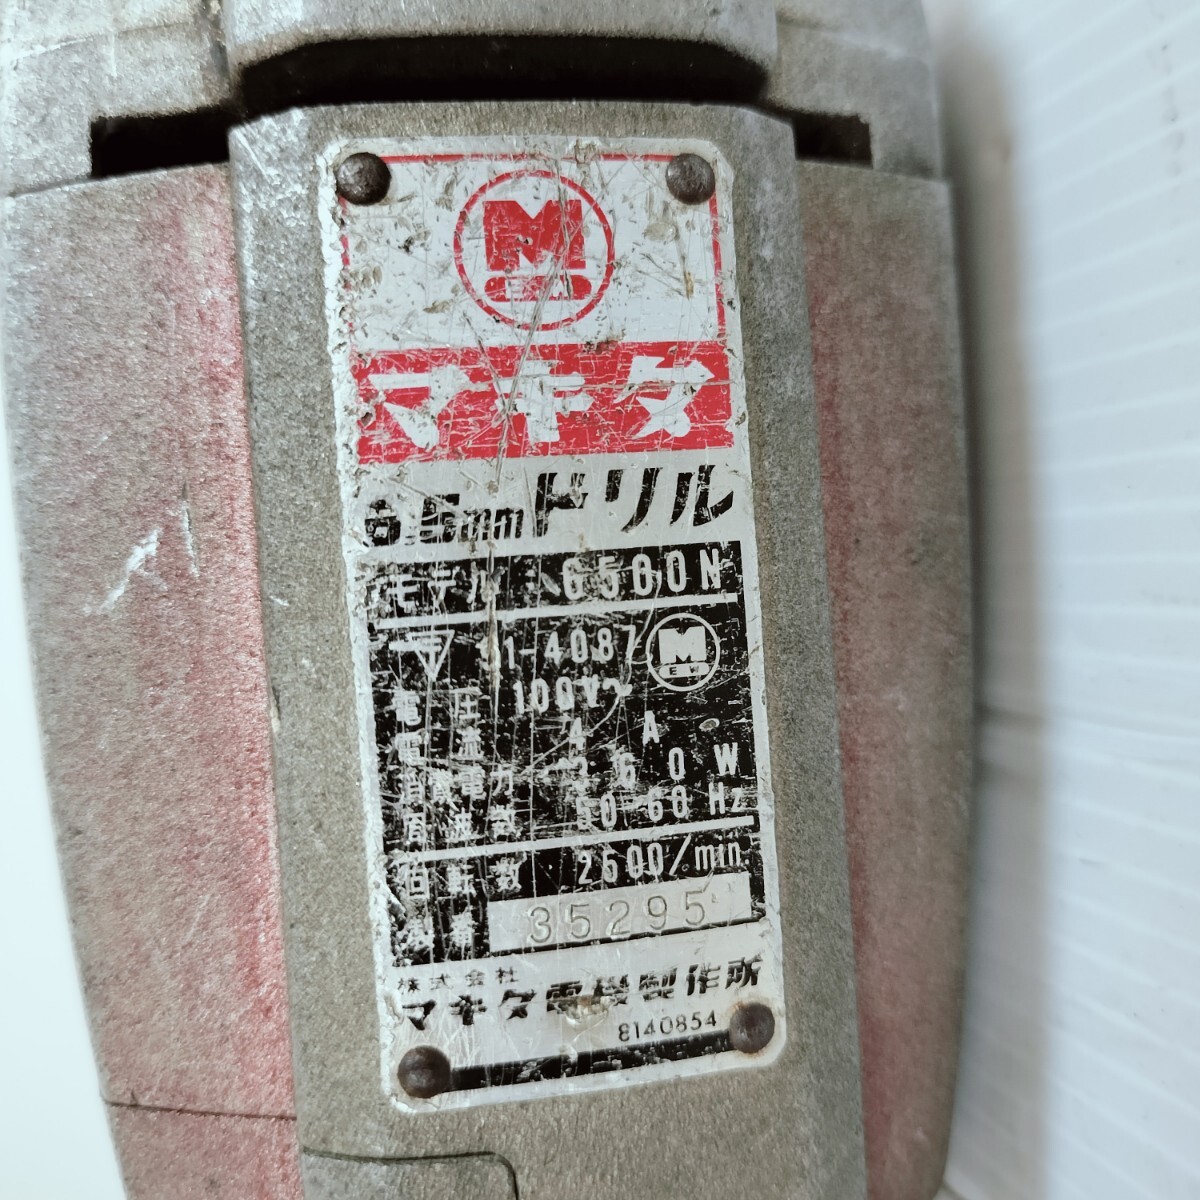 M
マキタ
6.5mmドリル
モデル 6500N
▽ 91-4087 M
電圧 100V~
電流 4 A
消費電力 360W
周波数 50-60Hz
回転数 2600/min.
製番 35295
株式会社
マキタ電機製作所
8140854